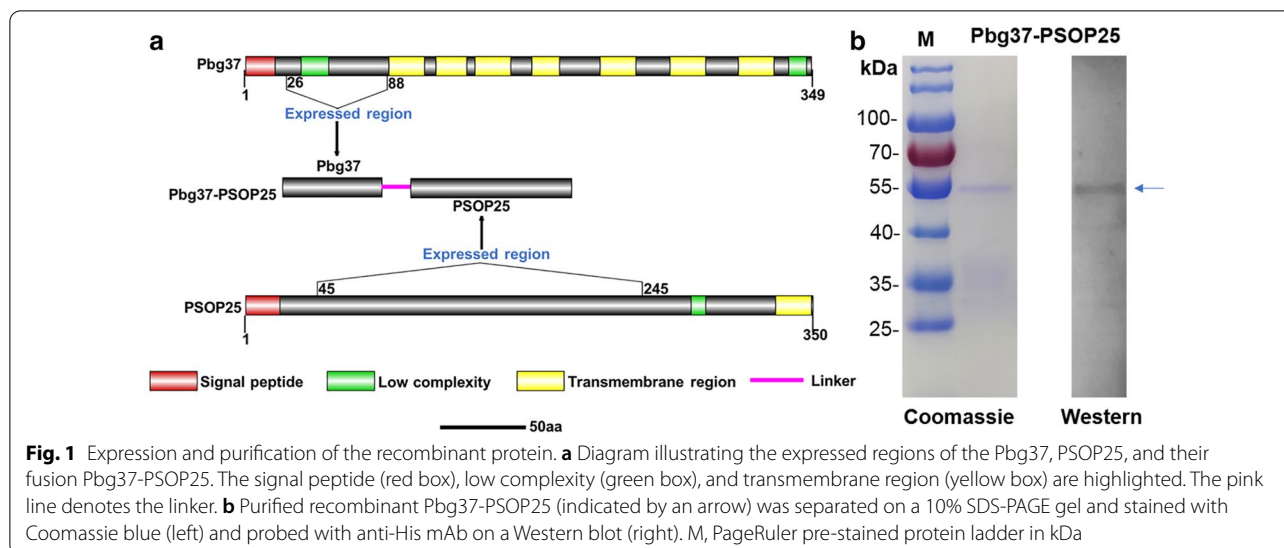 a
Pbg37
1
26
88
349
Expressed region
Pbg37
Pbg37-PSOP25
PSOP25
Expressed region
45
245
PSOP25
1
350
Signal peptide
Low complexity
Transmembrane region
Linker
50aa
b
M
Pbg37-PSOP25
kDa
100-
70-
55-
40-
35-
25-
Coomassie
Western
Fig. 1 Expression and purification of the recombinant protein. a Diagram illustrating the expressed regions of the Pbg37, PSOP25, and their
fusion Pbg37-PSOP25. The signal peptide (red box), low complexity (green box), and transmembrane region (yellow box) are highlighted. The pink
line denotes the linker. b Purified recombinant Pbg37-PSOP25 (indicated by an arrow) was separated on a 10% SDS-PAGE gel and stained with
Coomassie blue (left) and probed with anti-His mAb on a Western blot (right). M, PageRuler pre-stained protein ladder in kDa